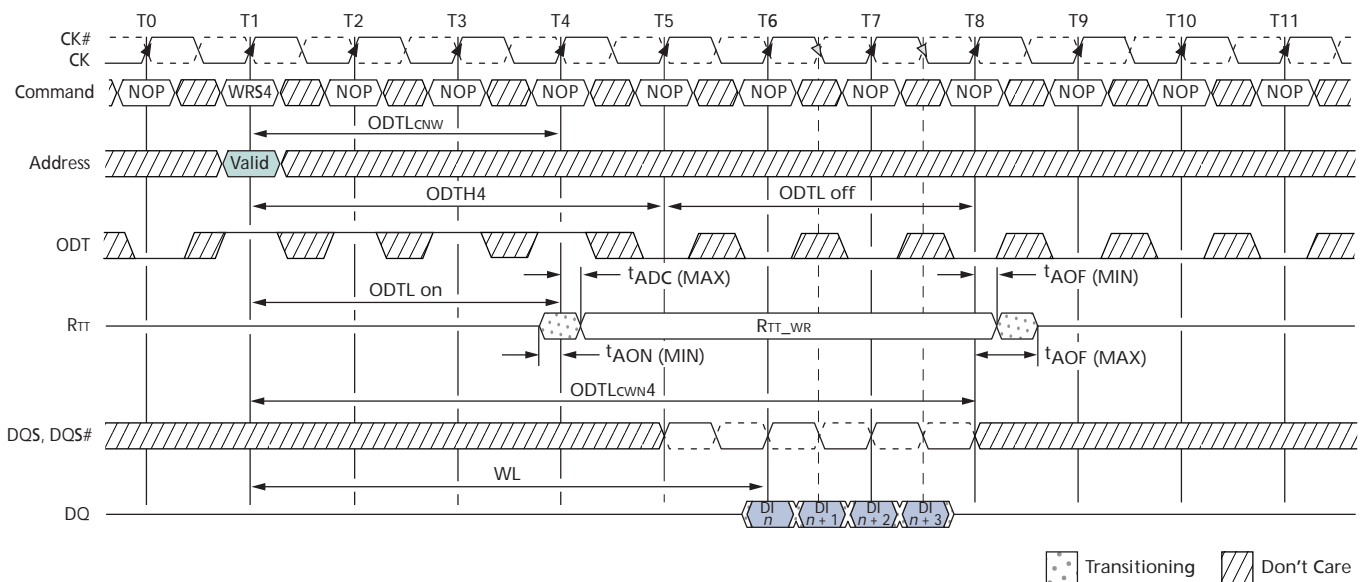 T0 T1 T2 T3 T4 T5 T6 T7 T8 T9 T10 T11
CK#
CK
Command NOP WRS4 NOP NOP NOP NOP NOP NOP NOP NOP NOP NOP
ODTLCNW
Address Valid
ODTH4 ODTL off
ODT
tADC (MAX) tAOF (MIN)
ODTL on
RTT RTT_WR
tAON (MIN) tAOF (MAX)
ODTLCWN4
DQS, DQS#
WL
DQ DI n DI n + 1 DI n + 2 DI n + 3
Transitioning Don't Care